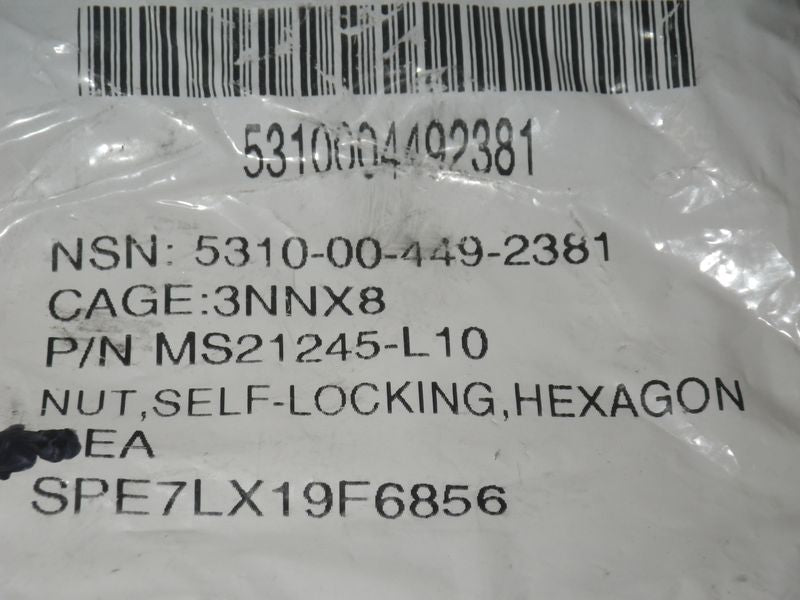 5310004492381
NSN: 5310-00-449-2381
CAGE:3NNX8
P/N MS21245-L10
NUT,SELF-LOCKING,HEXAGON
EA
SPE7LX19F6856